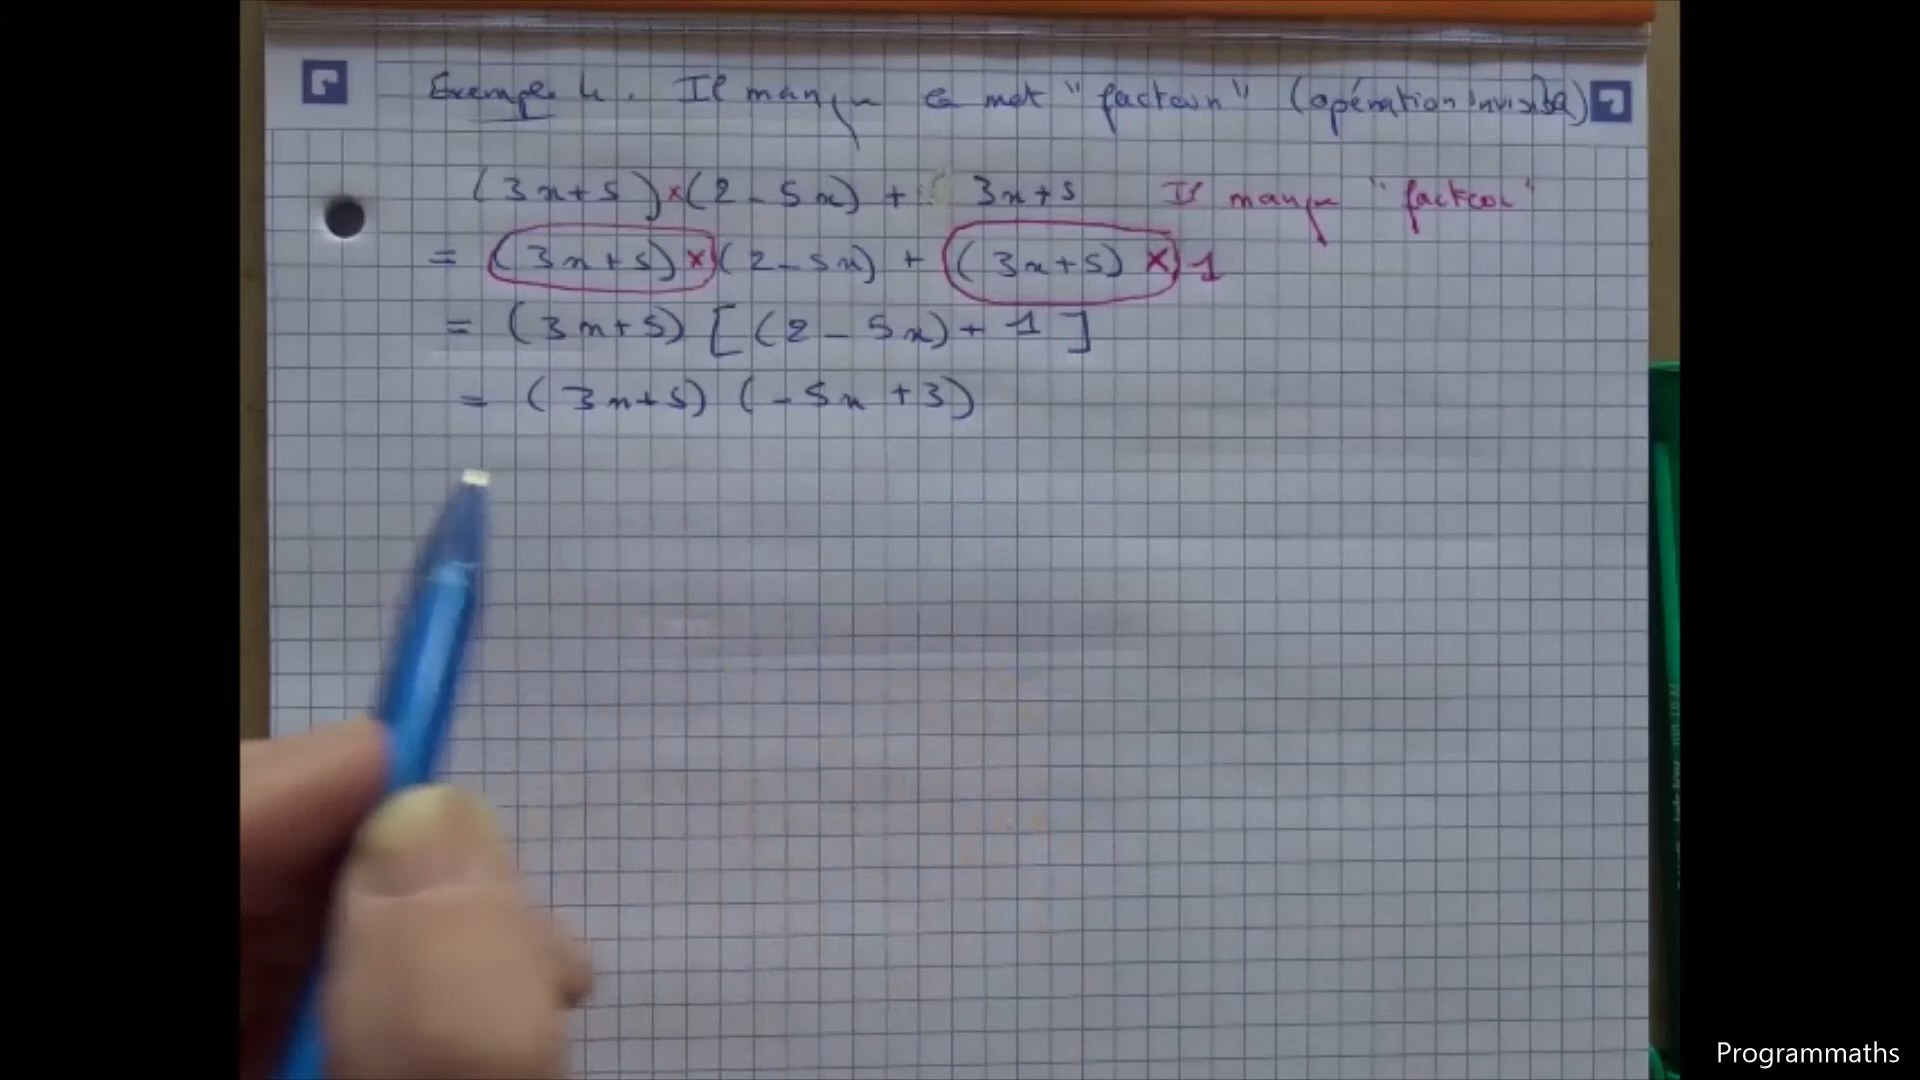 Exemple 4. Il manque le mot "facteur" (opération invisible)
(3x+5)×(2-5x) + 3x+5 Il manque "facteur"
= (3x+5)×(2-5x) + (3x+5)×1
= (3x+5) [(2-5x)+1]
= (3x+5) (-5x+3)
Programmaths